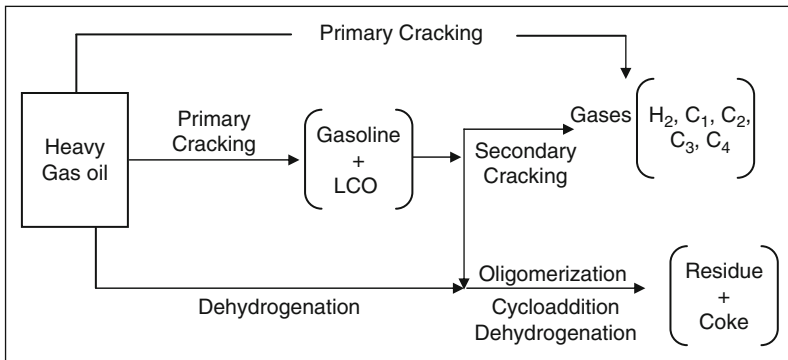 Primary Cracking
Heavy
Gas oil
Primary
Cracking
Gasoline
+
LCO
Secondary
Cracking
Gases
H₂, C₁, C₂,
C₃, C₄
Dehydrogenation
Oligomerization
Cycloaddition
Dehydrogenation
Residue
+
Coke